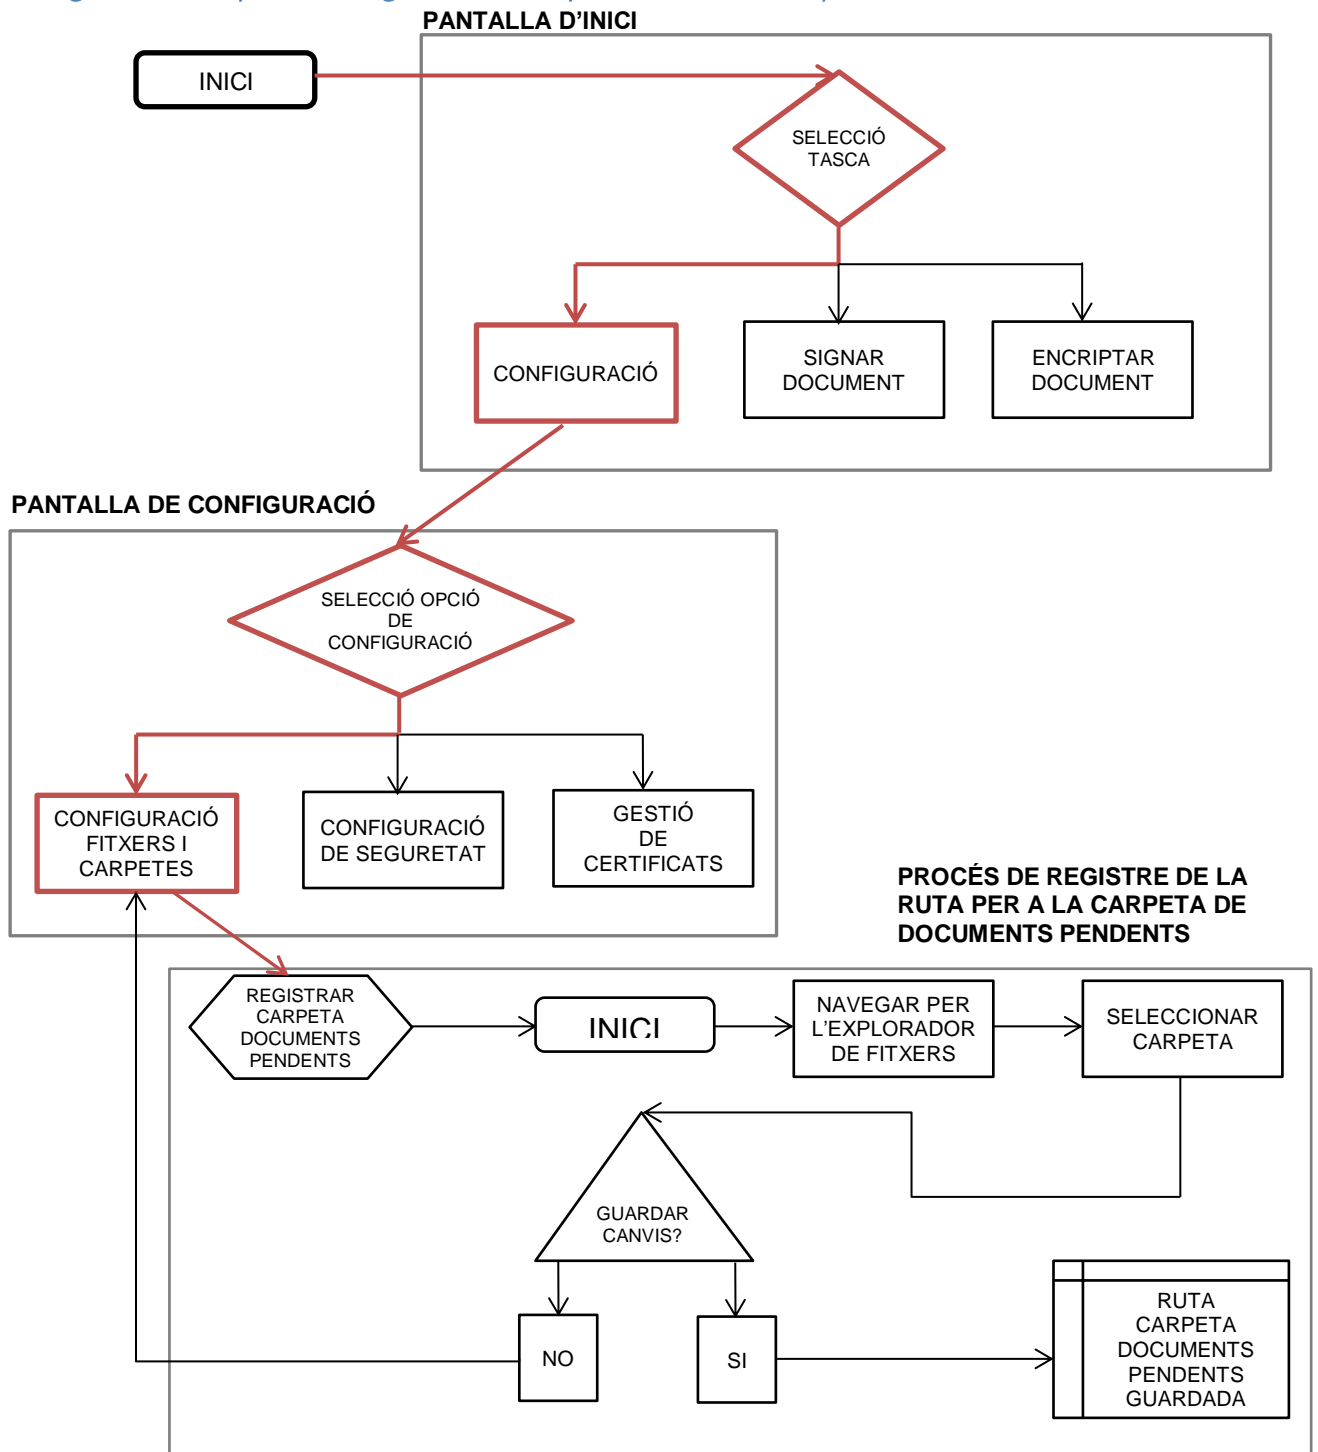 PANTALLA D'INICI
INICI
SELECCIÓ
TASCA
CONFIGURACIÓ
SIGNAR
DOCUMENT
ENCRIPTAR
DOCUMENT
PANTALLA DE CONFIGURACIÓ
SELECCIÓ OPCIÓ
DE
CONFIGURACIÓ
CONFIGURACIÓ
FITXERS I
CARPETES
CONFIGURACIÓ
DE SEGURETAT
GESTIÓ
DE
CERTIFICATS
PROCÉS DE REGISTRE DE LA
RUTA PER A LA CARPETA DE
DOCUMENTS PENDENTS
REGISTRAR
CARPETA
DOCUMENTS
PENDENTS
INICI
NAVEGAR PER
L'EXPLORADOR
DE FITXERS
SELECCIONAR
CARPETA
GUARDAR
CANVIS?
NO
SI
RUTA
CARPETA
DOCUMENTS
PENDENTS
GUARDADA